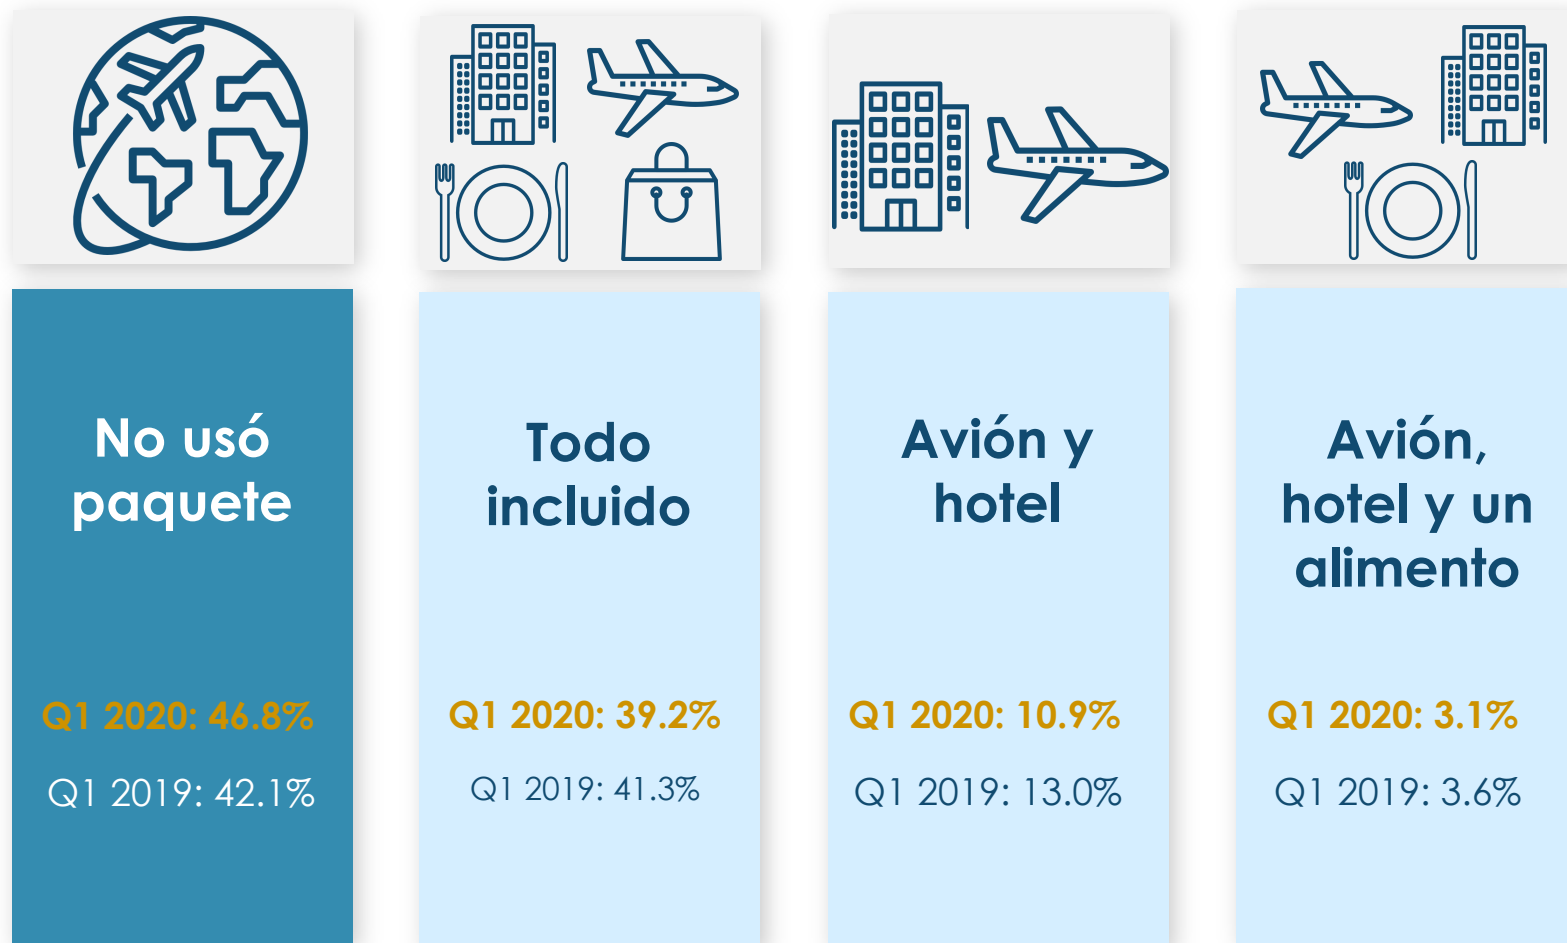 No usó
paquete
Q1 2020: 46.8%
Q1 2019: 42.1%
Todo
incluido
Q1 2020: 39.2%
Q1 2019: 41.3%
Avión y
hotel
Q1 2020: 10.9%
Q1 2019: 13.0%
Avión,
hotel y un
alimento
Q1 2020: 3.1%
Q1 2019: 3.6%